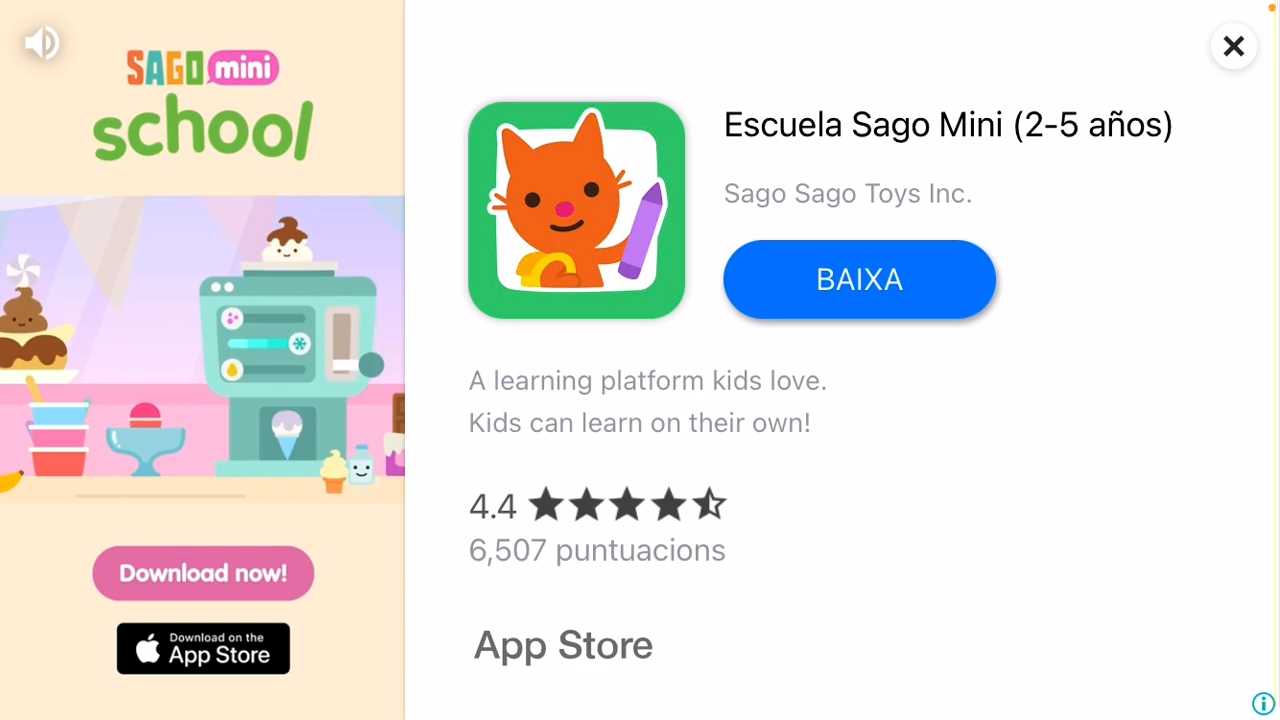 SAGO mini
school
Download now!
Download on the
App Store
Escuela Sago Mini (2-5 años)
Sago Sago Toys Inc.
BAIXA
A learning platform kids love.
Kids can learn on their own!
4.4
6,507 puntuacions
App Store